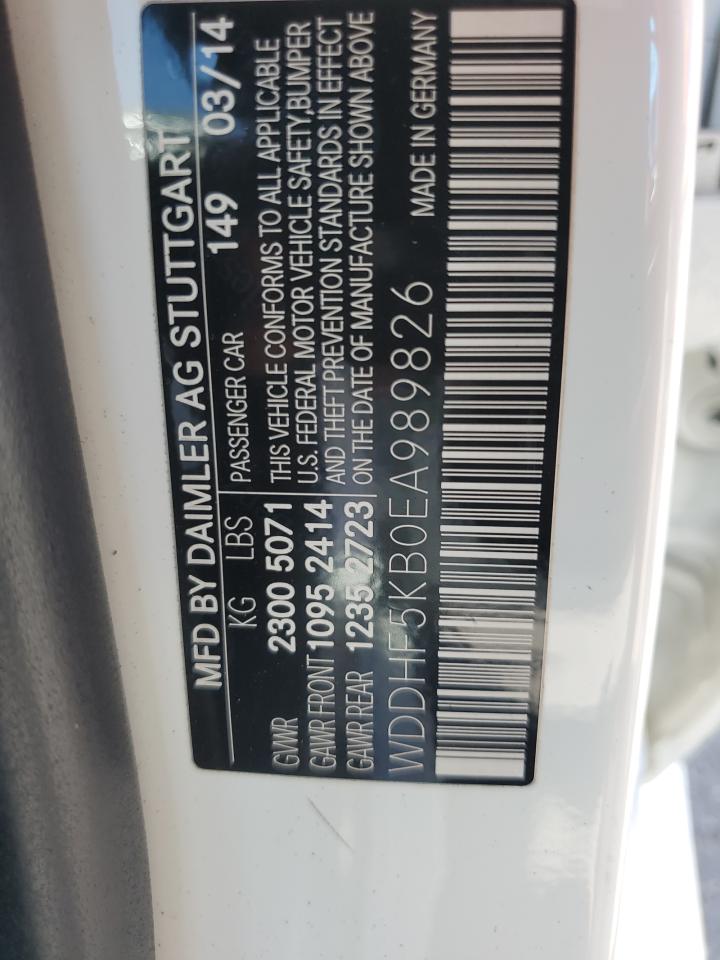 MFD BY DAIMLER AG STUTTGART
KG LBS 149 03/14
GVWR 2300 5071 PASSENGER CAR
GAWR FRONT 1095 2414
GAWR REAR 1235 2723
THIS VEHICLE CONFORMS TO ALL APPLICABLE
U.S. FEDERAL MOTOR VEHICLE SAFETY,BUMPER
AND THEFT PREVENTION STANDARDS IN EFFECT
ON THE DATE OF MANUFACTURE SHOWN ABOVE
WDDHF5KB0EA989826 MADE IN GERMANY